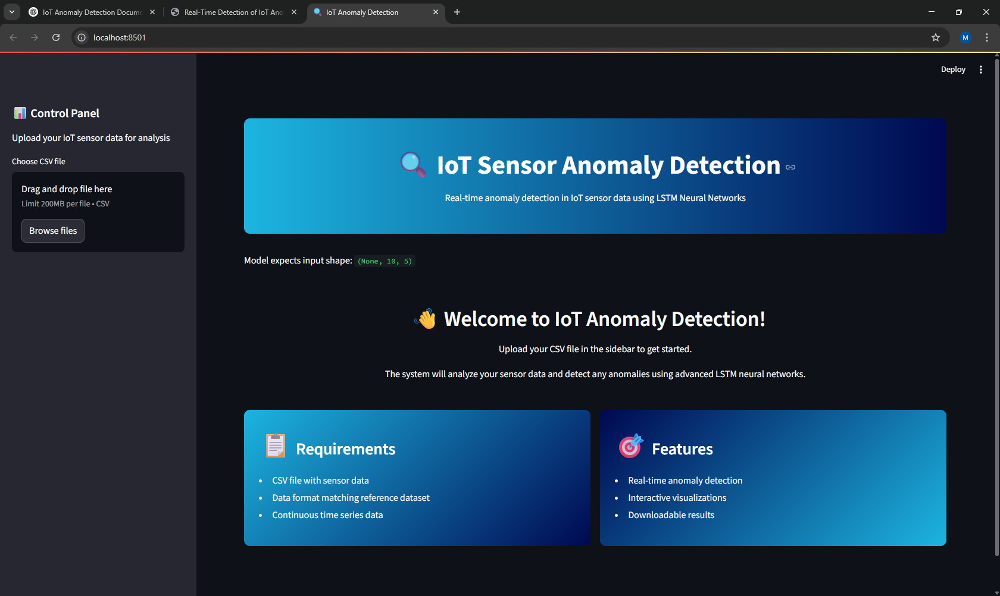 IoT Anomaly Detection Docume
Real-Time Detection of IoT Ano
IoT Anomaly Detection
localhost:8501
M
Deploy
Control Panel
Upload your IoT sensor data for analysis
Choose CSV file
Drag and drop file here
Limit 200MB per file • CSV
Browse files
IoT Sensor Anomaly Detection
Real-time anomaly detection in IoT sensor data using LSTM Neural Networks
Model expects input shape: (None, 10, 5)
Welcome to IoT Anomaly Detection!
Upload your CSV file in the sidebar to get started.
The system will analyze your sensor data and detect any anomalies using advanced LSTM neural networks.
Requirements
• CSV file with sensor data
• Data format matching reference dataset
• Continuous time series data
Features
• Real-time anomaly detection
• Interactive visualizations
• Downloadable results